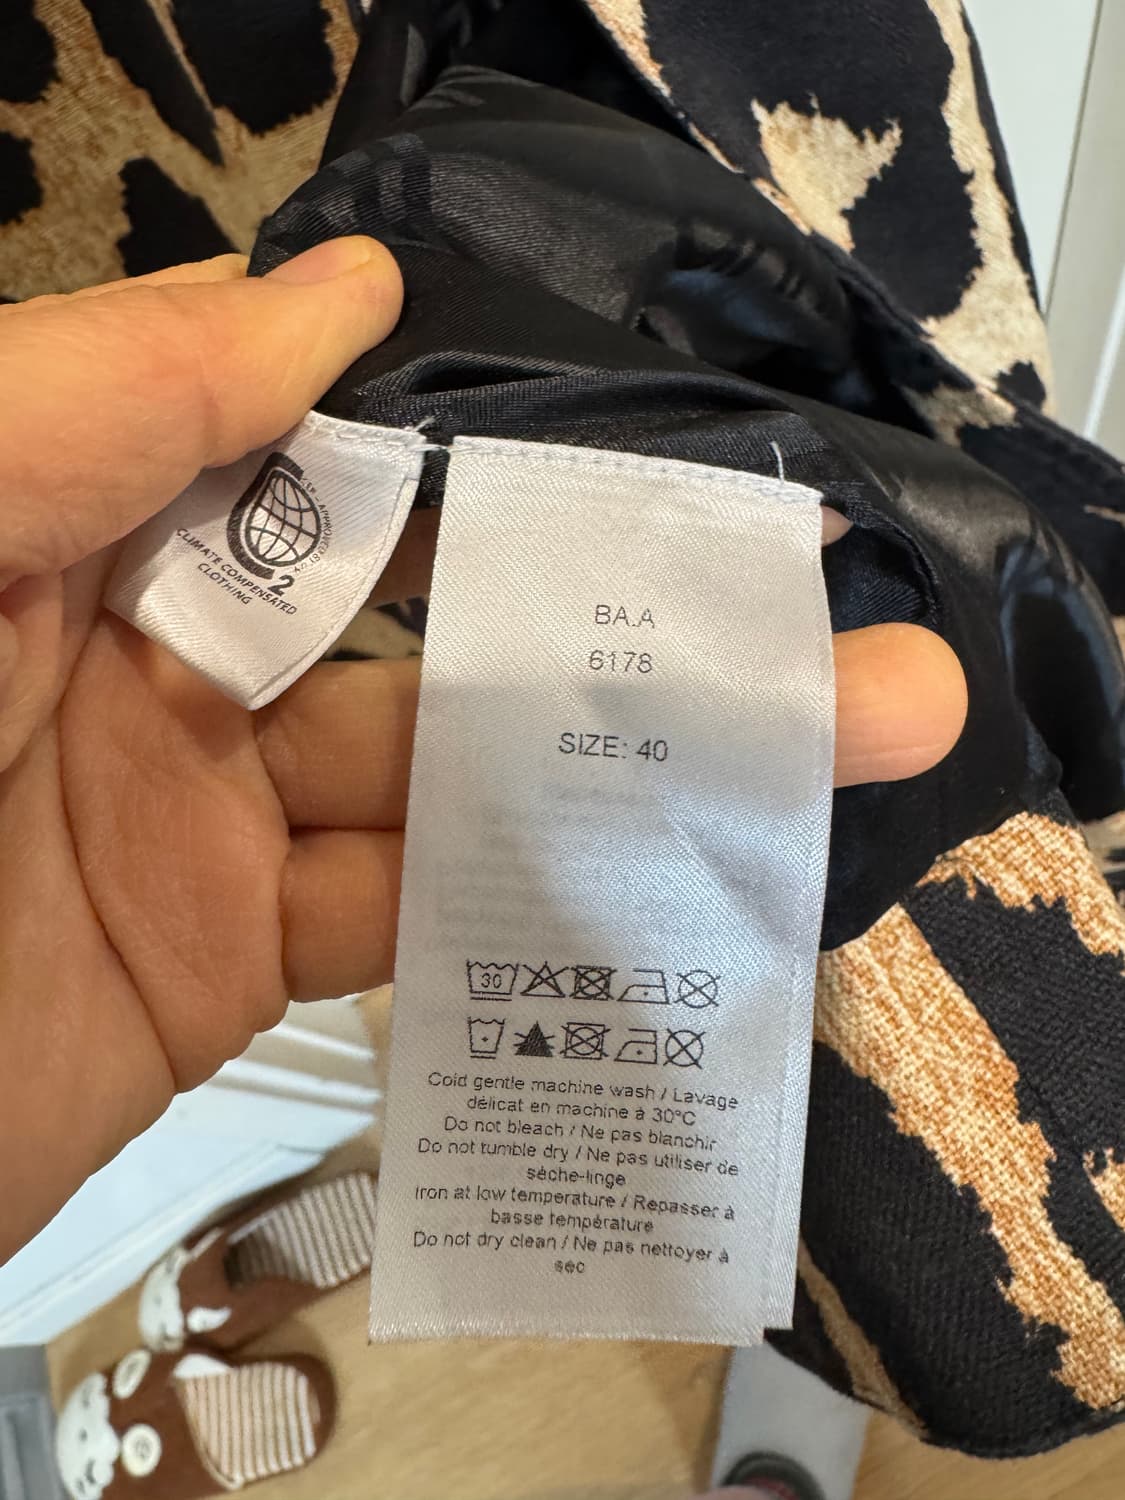 CLIMATE COMPENSATED
CLOTHING
2
BA.A
6178
SIZE: 40
30
Cold gentle machine wash / Lavage
délicat en machine à 30°C
Do not bleach / Ne pas blanchir
Do not tumble dry / Ne pas utiliser de
sèche-linge
Iron at low temperature / Repasser à
basse température
Do not dry clean / Ne pas nettoyer à
sec